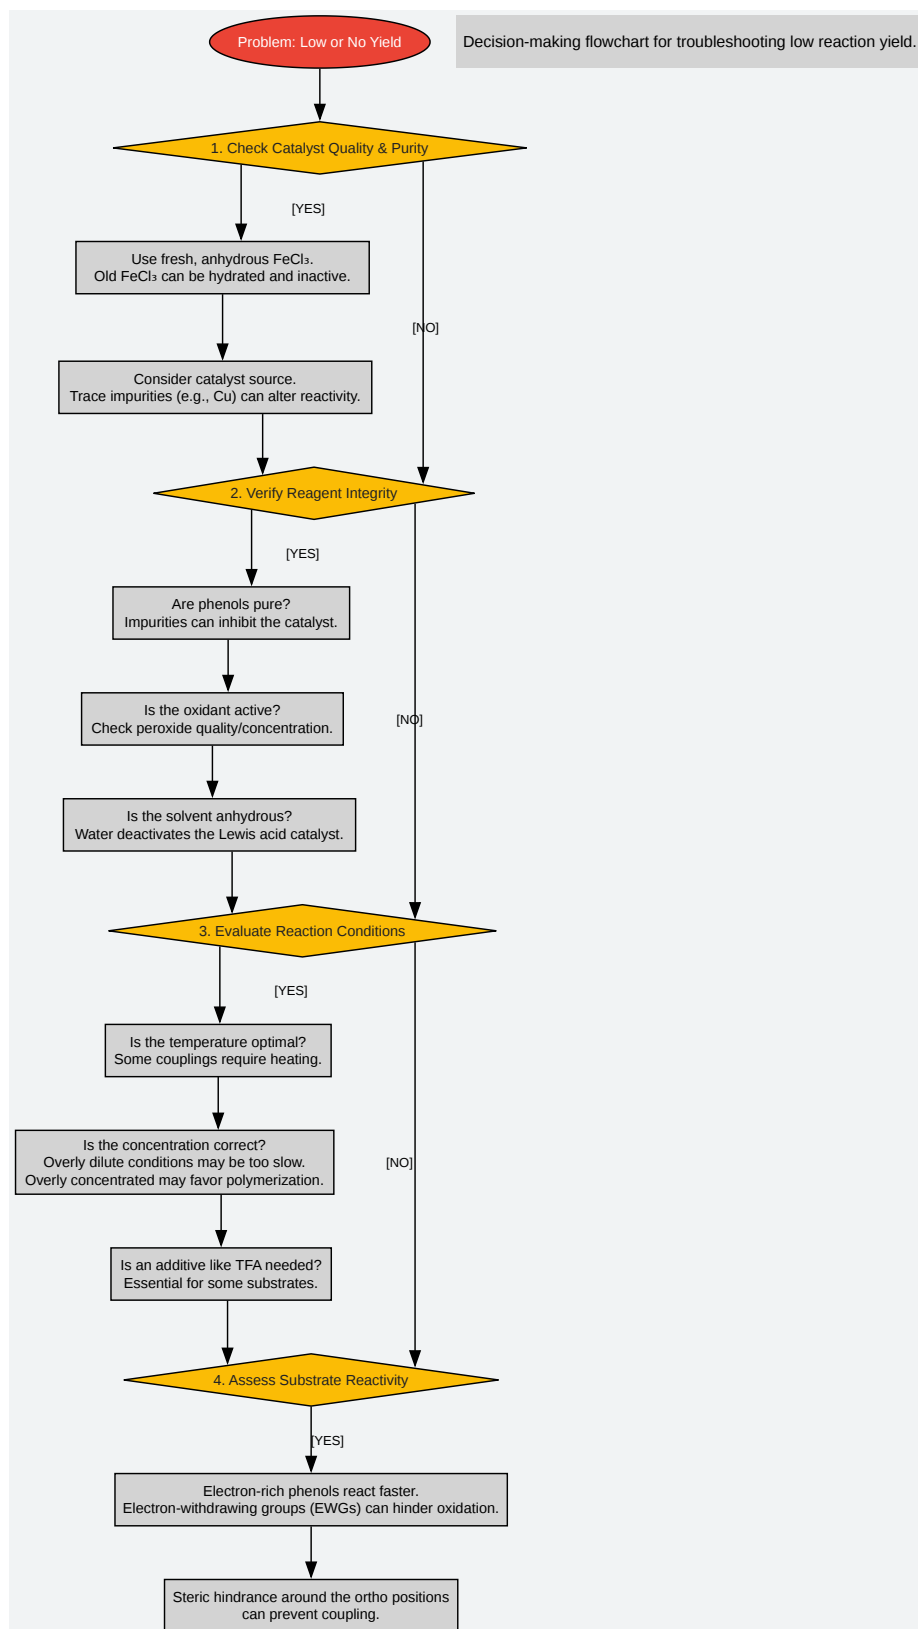 Problem: Low or No Yield
Decision-making flowchart for troubleshooting low reaction yield.
1. Check Catalyst Quality & Purity
[YES]
Use fresh, anhydrous FeCl₃.
Old FeCl₃ can be hydrated and inactive.
[NO]
Consider catalyst source.
Trace impurities (e.g., Cu) can alter reactivity.
2. Verify Reagent Integrity
[YES]
Are phenols pure?
Impurities can inhibit the catalyst.
Is the oxidant active?
Check peroxide quality/concentration.
[NO]
Is the solvent anhydrous?
Water deactivates the Lewis acid catalyst.
3. Evaluate Reaction Conditions
[YES]
Is the temperature optimal?
Some couplings require heating.
Is the concentration correct?
Overly dilute conditions may be too slow.
Overly concentrated may favor polymerization.
[NO]
Is an additive like TFA needed?
Essential for some substrates.
4. Assess Substrate Reactivity
[YES]
Electron-rich phenols react faster.
Electron-withdrawing groups (EWGs) can hinder oxidation.
Steric hindrance around the ortho positions
can prevent coupling.